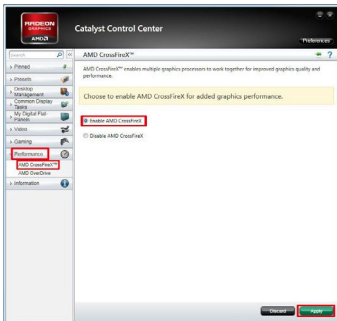 RADEON
GRAPHICS
AMD
Catalyst Control Center
Preferences
Search
Pinned
Presets
Desktop
Management
Common Display
Tasks
My Digital Flat-
Panels
Video
Gaming
Performance
AMD CrossFireX™
AMD OverDrive
Information
AMD CrossFireX™
AMD CrossFireX™ enables multiple graphics processors to work together for improved graphics quality and
performance.
Choose to enable AMD CrossFireX for added graphics performance.
Enable AMD CrossFireX
Disable AMD CrossFireX
Discard
Apply